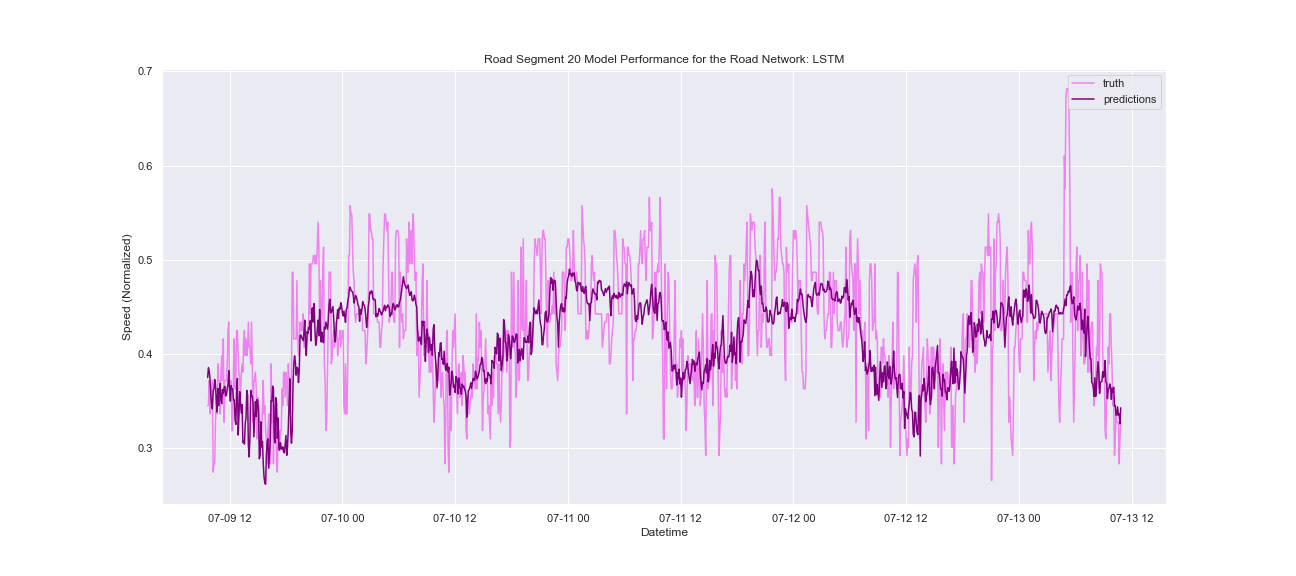 Road Segment 20 Model Performance for the Road Network: LSTM
truth
predictions
Speed (Normalized)
0.7
0.6
0.5
0.4
0.3
07-09 12 07-10 00 07-10 12 07-11 00 07-11 12 07-12 00 07-12 12 07-13 00 07-13 12
Datetime